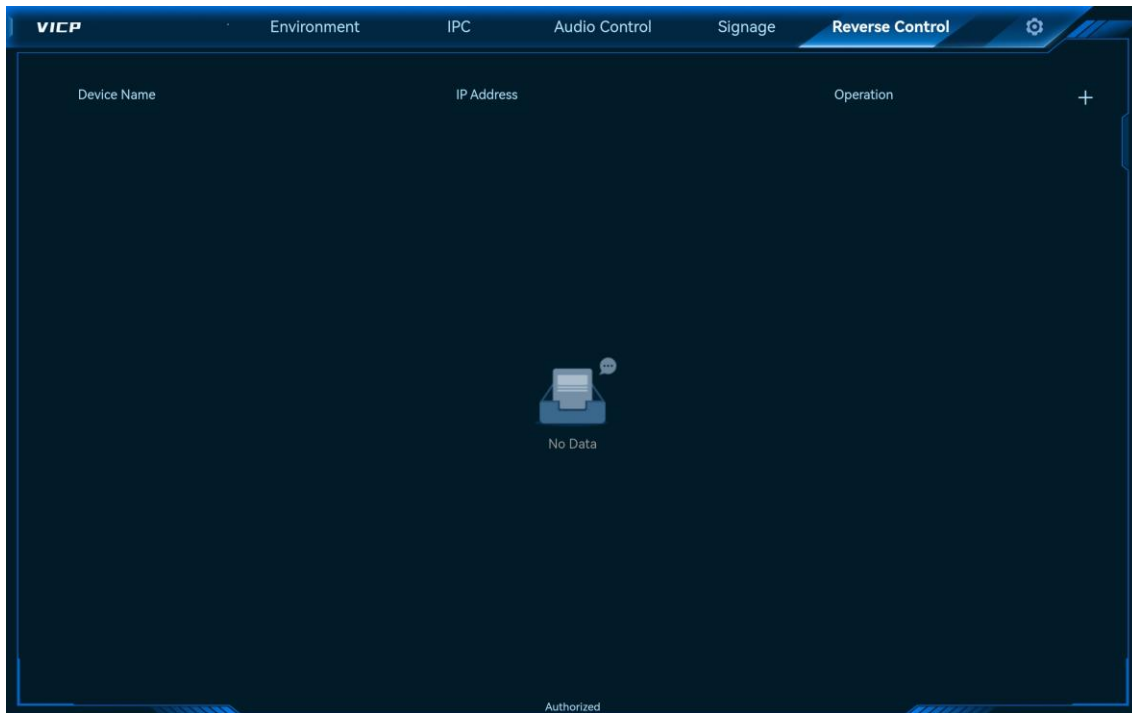 VICP Environment IPC Audio Control Signage Reverse Control
Device Name IP Address Operation +
No Data
Authorized